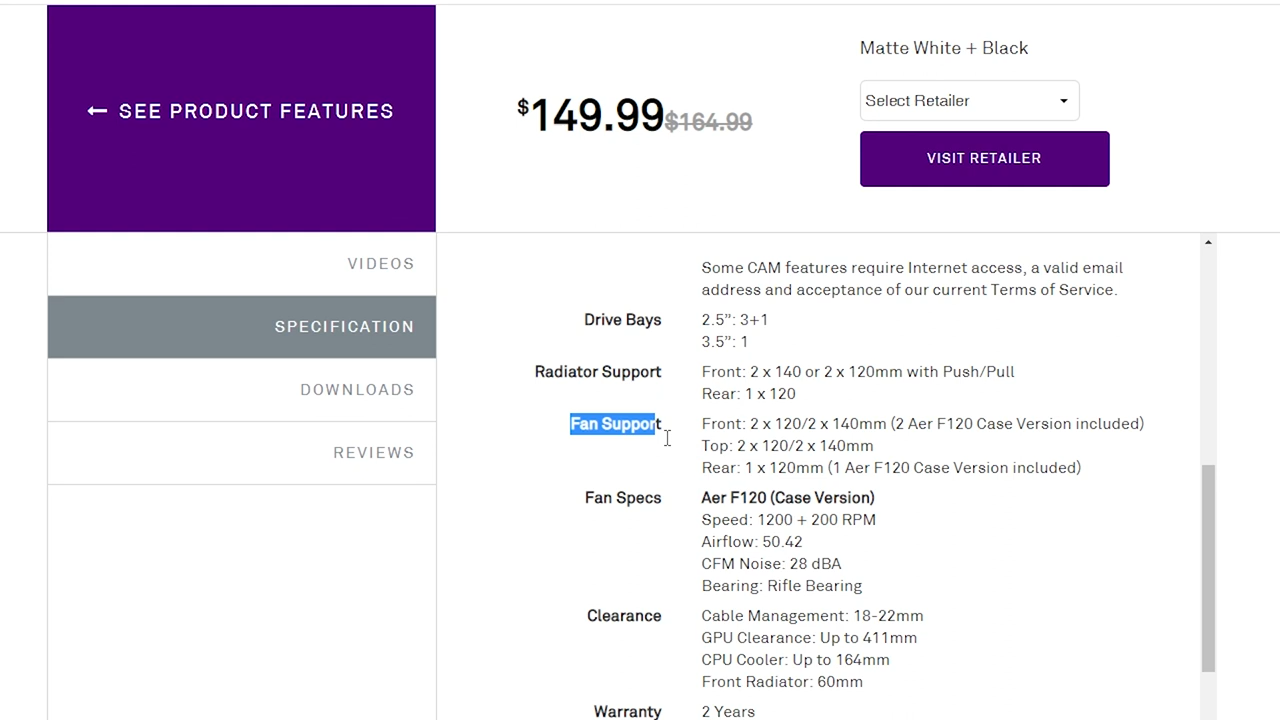 ← SEE PRODUCT FEATURES
$149.99 $164.99
Matte White + Black
Select Retailer
VISIT RETAILER
VIDEOS
SPECIFICATION
DOWNLOADS
REVIEWS
Some CAM features require Internet access, a valid email
address and acceptance of our current Terms of Service.
Drive Bays 2.5”: 3+1
3.5”: 1
Radiator Support Front: 2 x 140 or 2 x 120mm with Push/Pull
Rear: 1 x 120
Fan Support Front: 2 x 120/2 x 140mm (2 Aer F120 Case Version included)
Top: 2 x 120/2 x 140mm
Rear: 1 x 120mm (1 Aer F120 Case Version included)
Fan Specs Aer F120 (Case Version)
Speed: 1200 + 200 RPM
Airflow: 50.42
CFM Noise: 28 dBA
Bearing: Rifle Bearing
Clearance Cable Management: 18-22mm
GPU Clearance: Up to 411mm
CPU Cooler: Up to 164mm
Front Radiator: 60mm
Warranty 2 Years